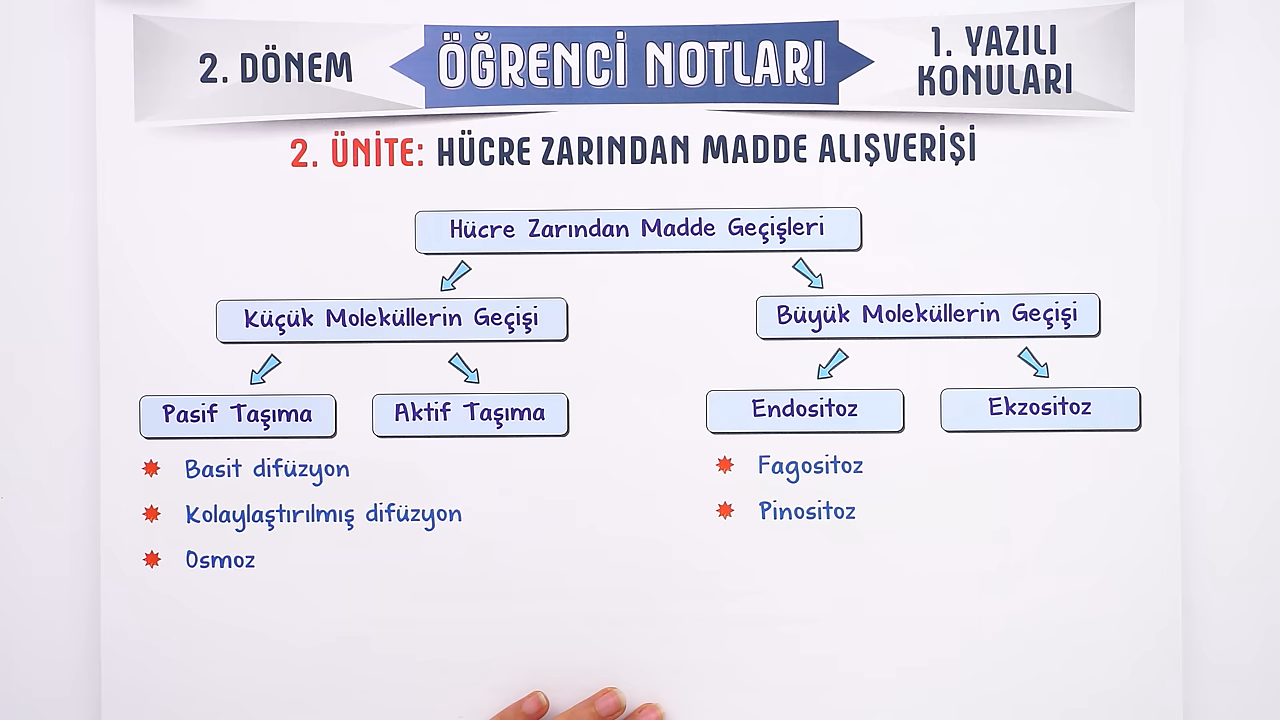 2. DÖNEM
ÖĞRENCİ NOTLARI
1. YAZILI
KONULARI
2. ÜNİTE: HÜCRE ZARINDAN MADDE ALIŞVERİŞİ
Hücre Zarından Madde Geçişleri
Küçük Moleküllerin Geçişi
Büyük Moleküllerin Geçişi
Pasif Taşıma
Aktif Taşıma
Endositoz
Ekzositoz
Basit difüzyon
Kolaylaştırılmış difüzyon
Osmoz
Fagositoz
Pinositoz